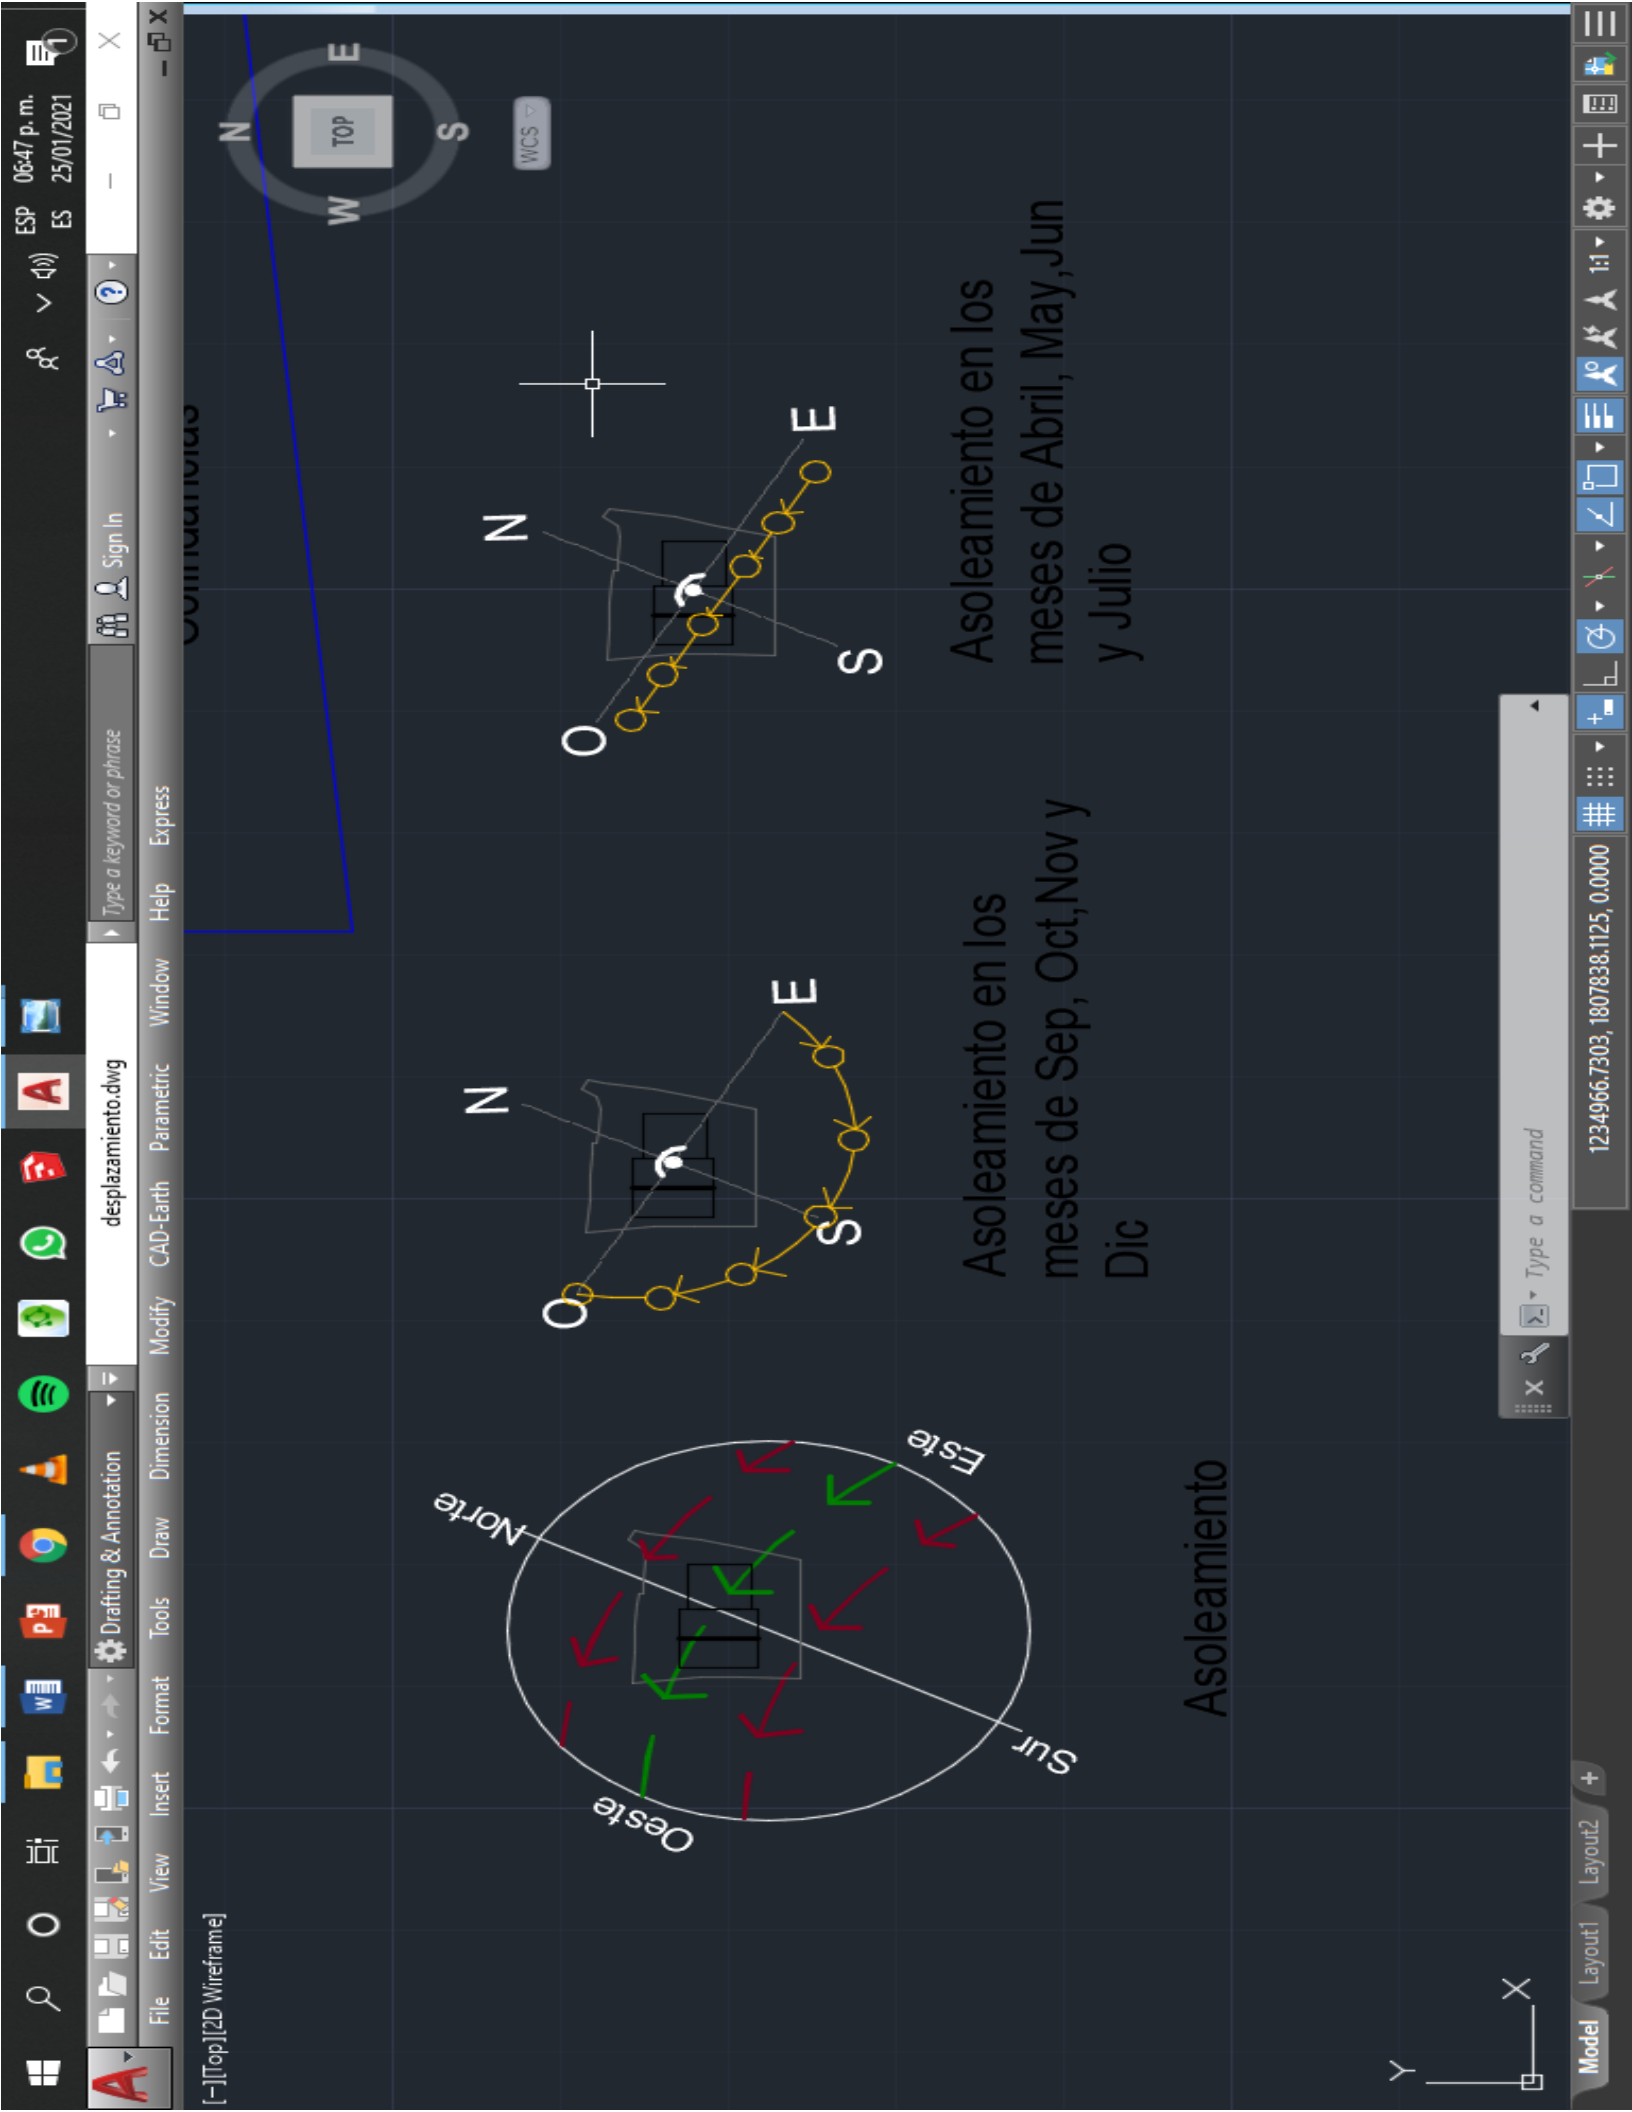 ESP
06:47 p. m.
ES
25/01/2021
1
P
W
A
desplazamiento.dwg
Drafting & Annotation
Type a keyword or phrase
Sign In
File
Edit
View
Insert
Format
Tools
Draw
Dimension
Modify
CAD-Earth
Parametric
Window
Help
Express
[–][Top][2D Wireframe]
N
W
TOP
E
S
WCS
Norte
Este
Oeste
Sur
Asoleamiento
N
E
O
S
Asoleamiento en los
meses de Sep, Oct,Nov y
Dic
N
E
O
S
Asoleamiento en los
meses de Abril, May,Jun
y Julio
Y
X
Type a command
Model
Layout1
Layout2
1234966.7303, 1807838.1125, 0.0000
1:1